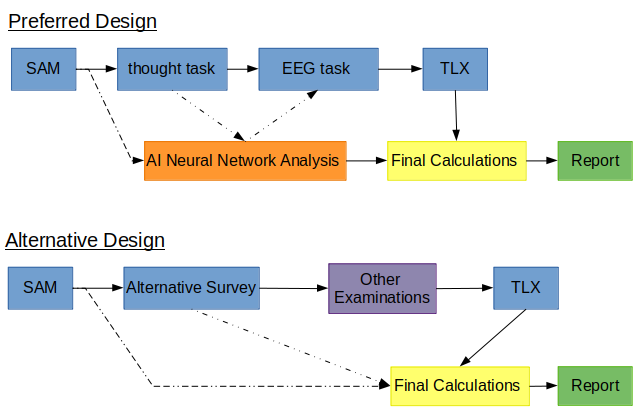 Preferred Design
SAM
thought task
EEG task
TLX
AI Neural Network Analysis
Final Calculations
Report
Alternative Design
SAM
Alternative Survey
Other
Examinations
TLX
Final Calculations
Report